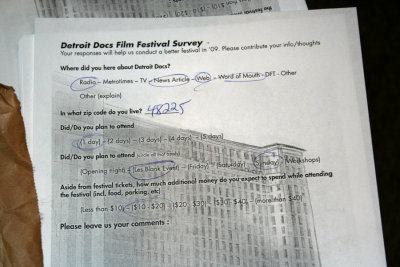 Detroit Docs Film Festival Survey
Your responses will help us conduct a better festival in '09. Please contribute your info/thoughts
Where did you here about Detroit Docs?
Radio – Metrotimes – TV – News Article – Web – Word of Mouth – DFT – Other
Other (explain)
In what zip code do you live? 48225
Did/Do you plan to attend
(1 day) – (2 days) – (3 days) – (4 days) – (5 days)
Did/Do you plan to attend (circle all that apply)
(Opening night) – (Les Blank Event) – (Friday) – (Saturday) – (Sunday) – (Workshops)
Aside from festival tickets, how much additional money do you expect to spend while attending
the festival (incl, food, parking, etc)
(Less than $10) – ($10 - $20) – ($20 - $30) – ($30 - $40) – (more than $40)
Please leave us your comments :